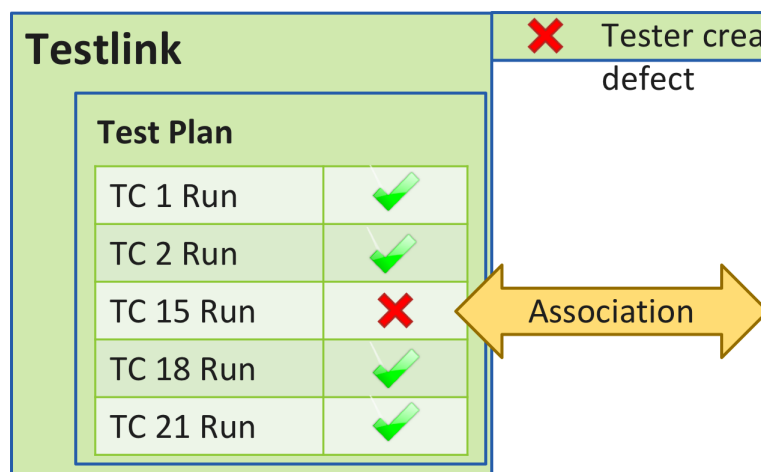 Testlink
Tester crea
defect
Test Plan
TC 1 Run
TC 2 Run
TC 15 Run
Association
TC 18 Run
TC 21 Run